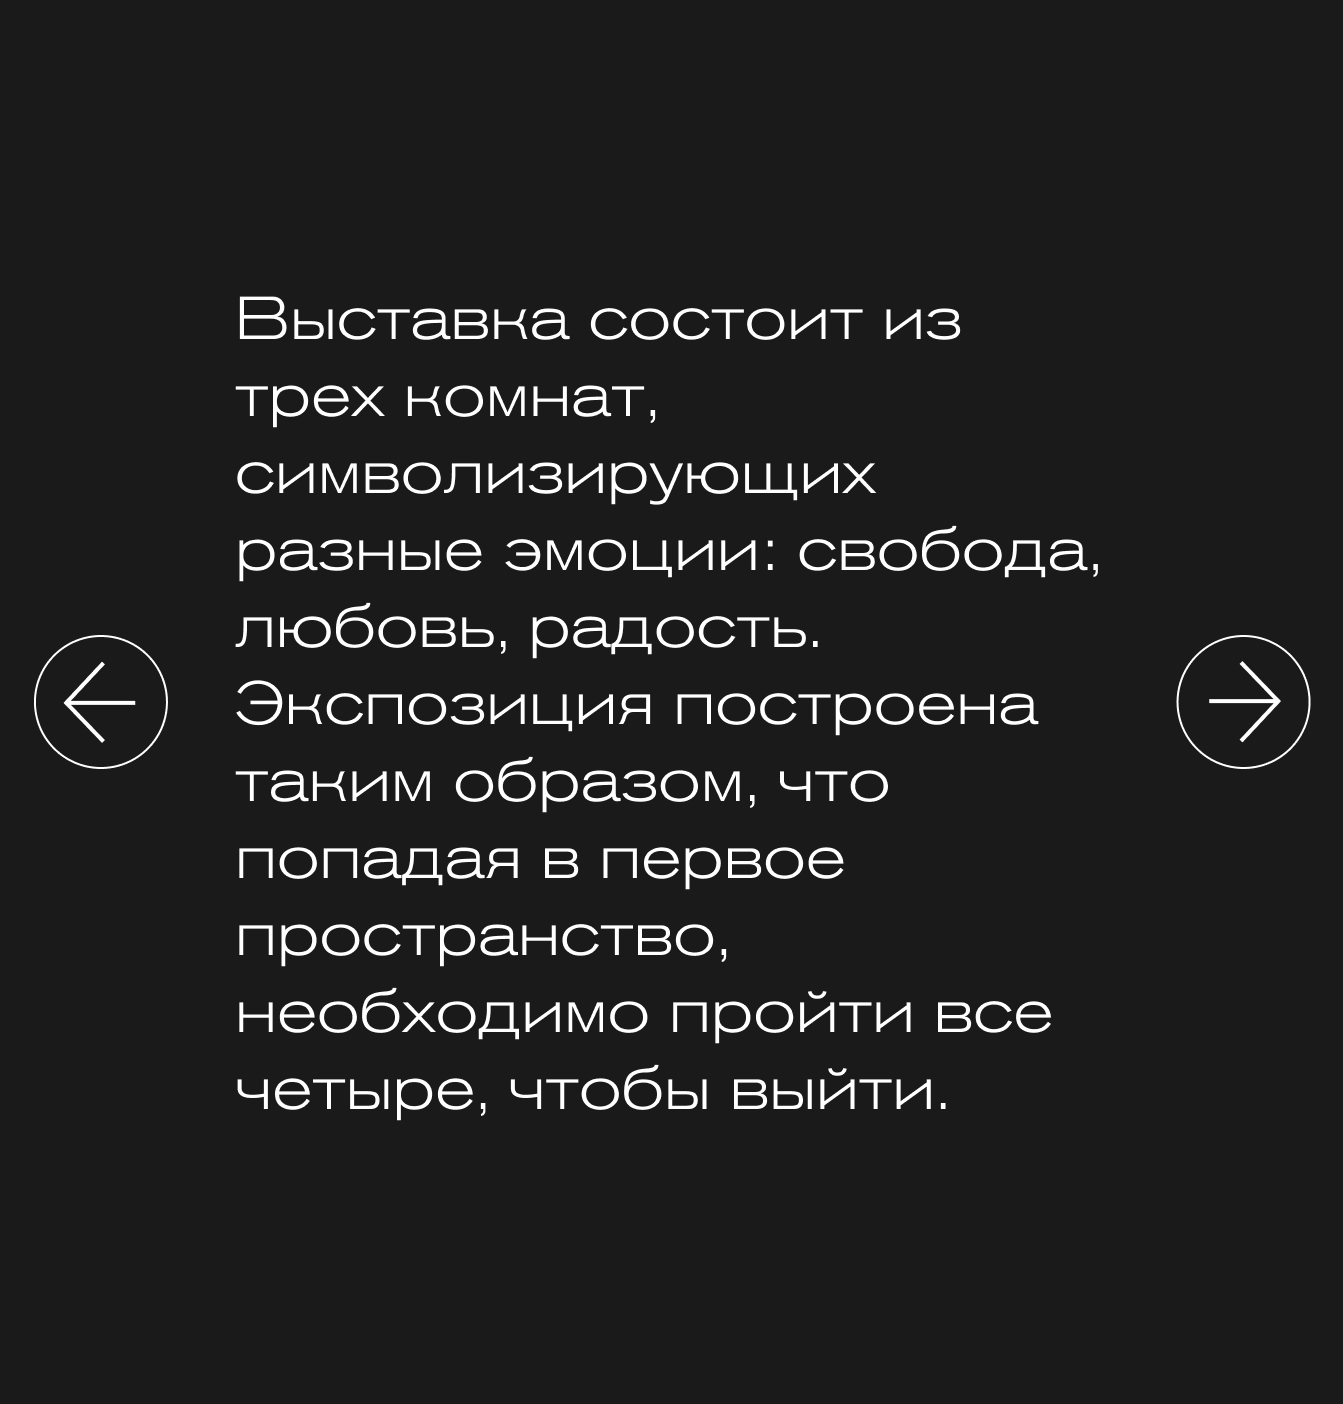 Выставка состоит из
трех комнат,
символизирующих
разные эмоции: свобода,
любовь, радость.
Экспозиция построена
таким образом, что
попадая в первое
пространство,
необходимо пройти все
четыре, чтобы выйти.